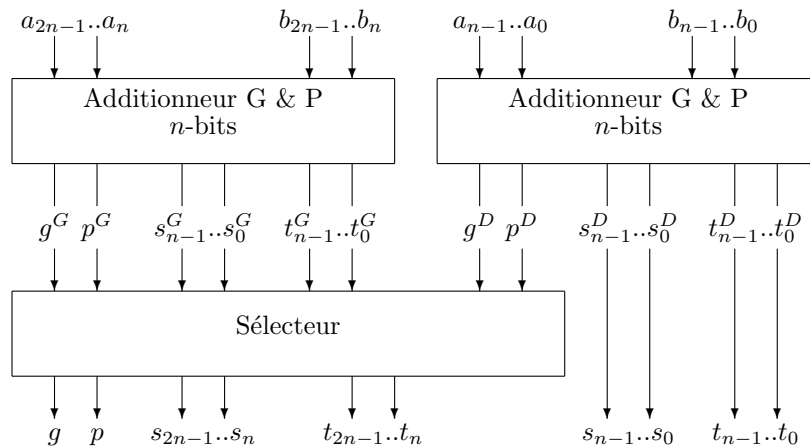 a_{2n−1}..a_n b_{2n−1}..b_n a_{n−1}..a_0 b_{n−1}..b_0
Additionneur G & P Additionneur G & P
n-bits n-bits
g^G p^G s^G_{n−1}..s^G_0 t^G_{n−1}..t^G_0 g^D p^D s^D_{n−1}..s^D_0 t^D_{n−1}..t^D_0
Sélecteur
g p s_{2n−1}..s_n t_{2n−1}..t_n s_{n−1}..s_0 t_{n−1}..t_0